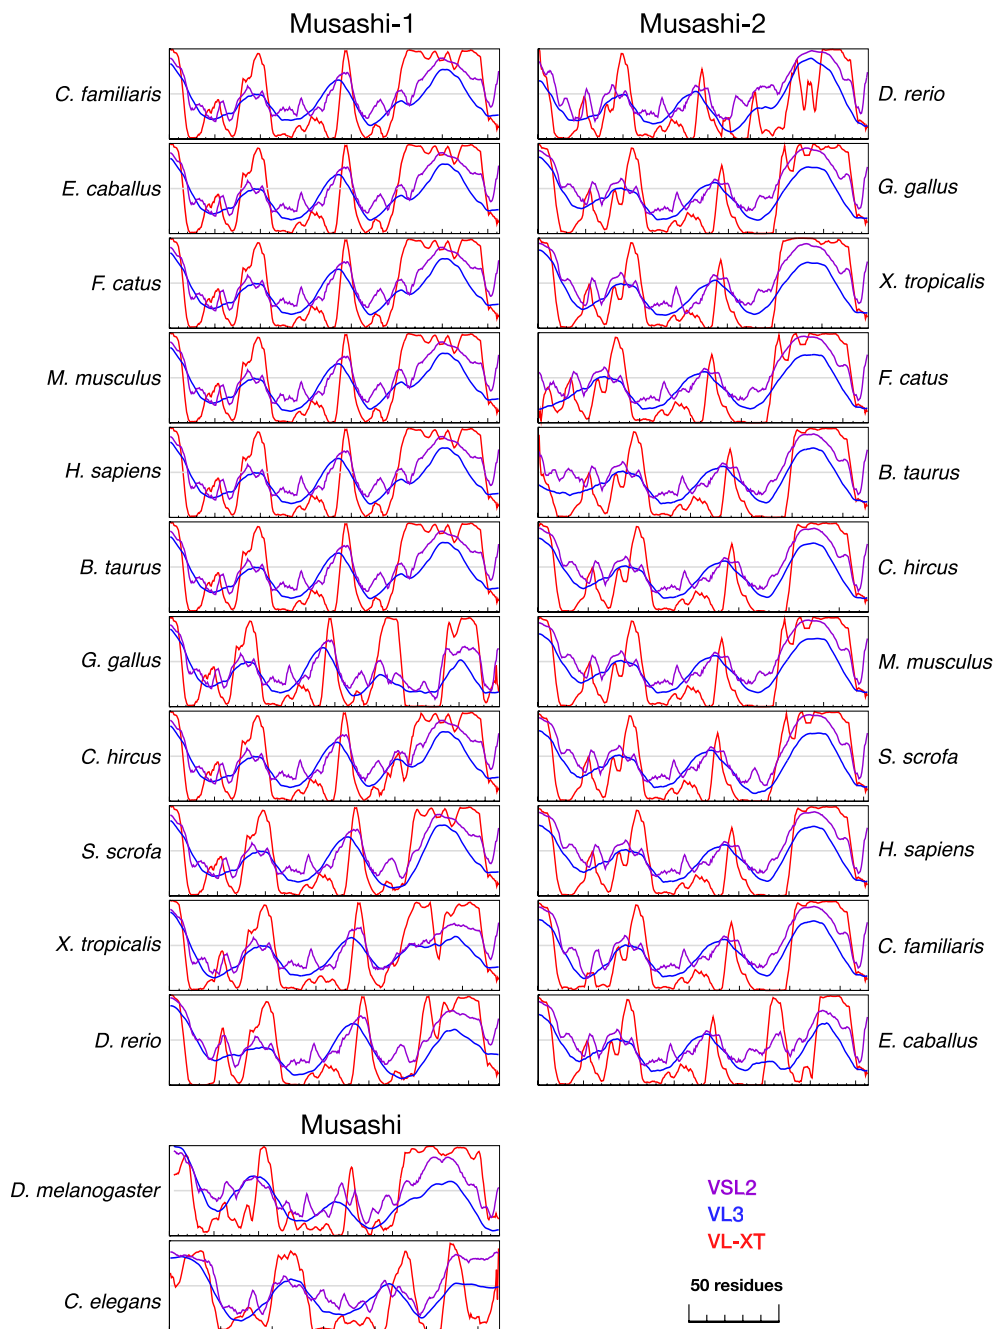 Musashi-1
Musashi-2
C. familiaris
D. rerio
E. caballus
G. gallus
F. catus
X. tropicalis
M. musculus
F. catus
H. sapiens
B. taurus
B. taurus
C. hircus
G. gallus
M. musculus
C. hircus
S. scrofa
S. scrofa
H. sapiens
X. tropicalis
C. familiaris
D. rerio
E. caballus
Musashi
D. melanogaster
C. elegans
VSL2
VL3
VL-XT
50 residues